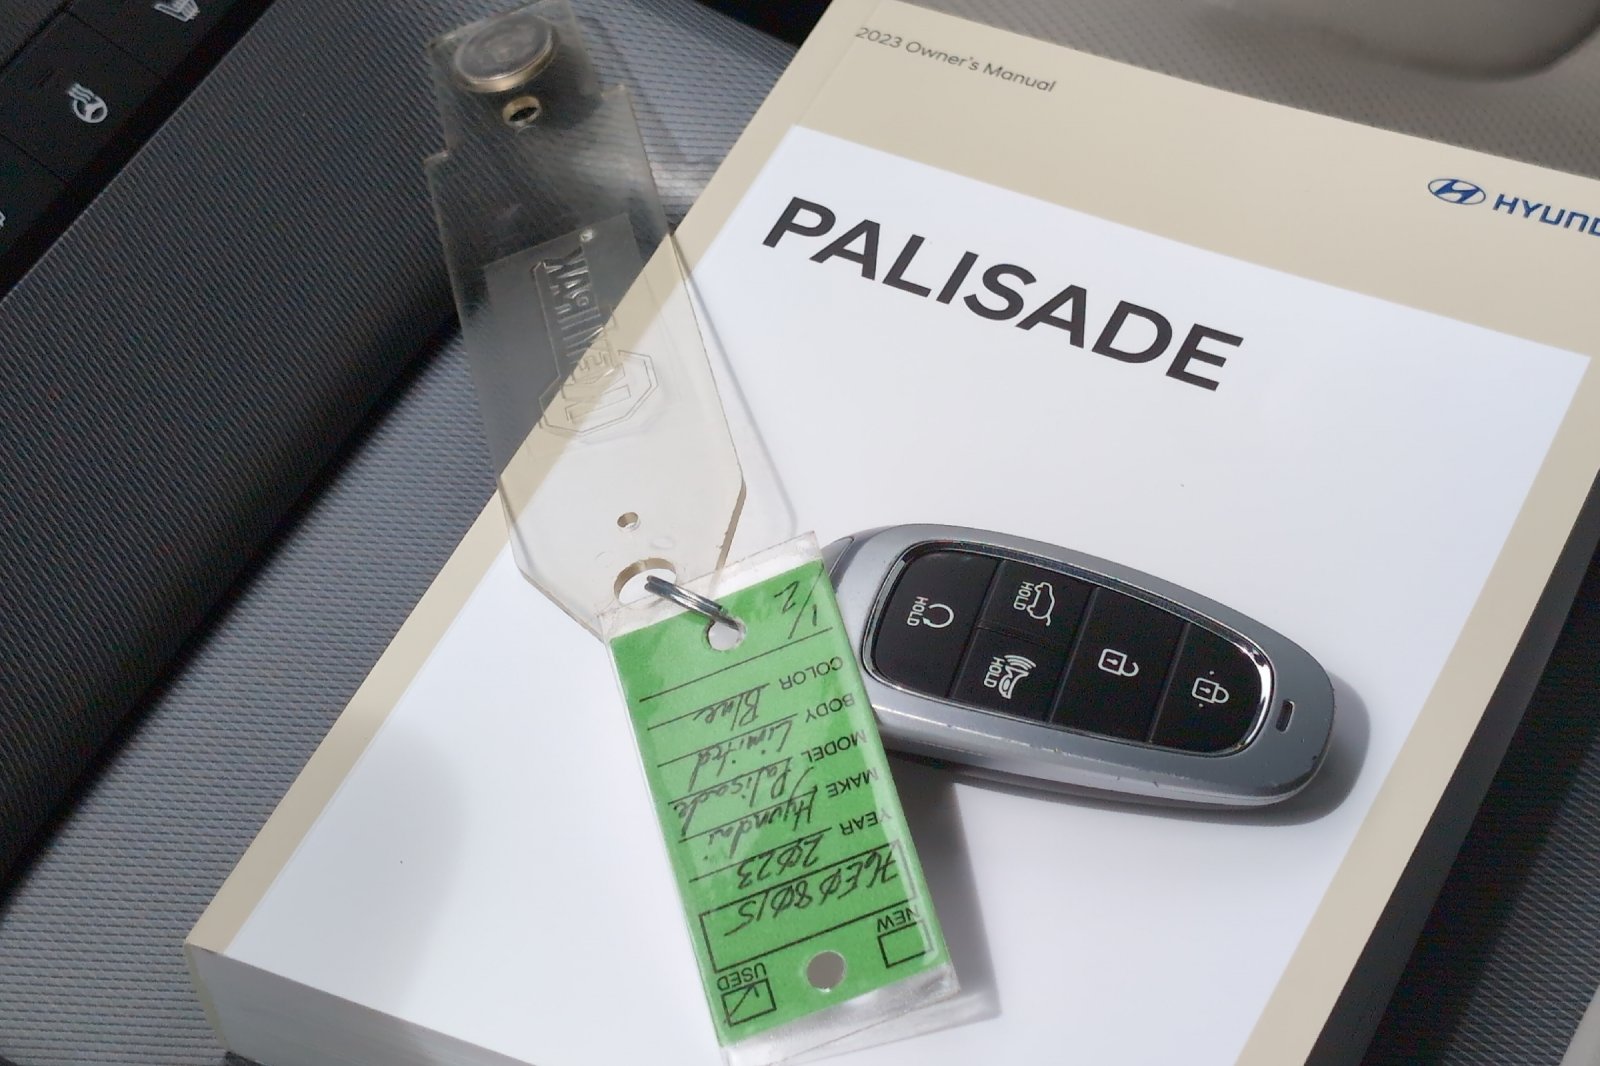 2023 Owner's Manual
PALISADE
HOLD
HOLD
HOLD
USED
NEW
YEAR 2023
MAKE Hyundai
MODEL Palisade
BODY Limited
COLOR Blue
1/2